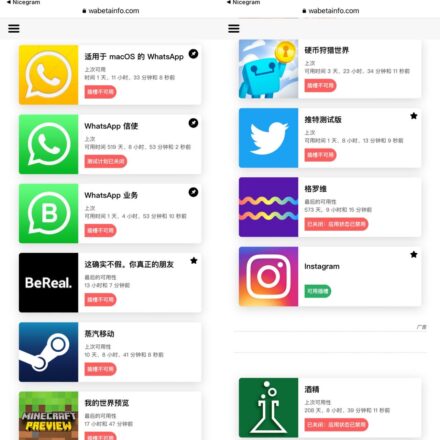 ◀ Nicegram
wabetainfo.com
适用于 macOS 的 WhatsApp
上次可用
时间 1 天，11 小时，33 分钟和 8 秒前
插槽不可用
WhatsApp 信使
上次
可用时间 519 天，8 小时，53 分钟和 2 秒前
测试计划已关闭
WhatsApp 业务
上次
可用时间 1 天，4 小时，53 分钟和 10 秒前
插槽不可用
BeReal.
这确实不假。你真正的朋友
最后的可用性
13 小时和 7 分钟前
插槽不可用
蒸汽移动
上次可用性
10 天，8 小时，41 分钟和 8 秒前
插槽不可用
MINECRAFT
PREVIEW
我的世界预览
最后的可用性
17 小时和 47 分钟前
◀ Nicegram
wabetainfo.com
硬币狩猎世界
上次
可用时间 3 天，23 小时，34 分钟和 11 秒前
插槽不可用
推特测试版
上次
可用时间 1 天，8 小时，13 分钟和 9 秒前
插槽不可用
格罗维
最后的可用性
573 天，9 小时和 15 分钟前
已关闭：应用状态已禁用
Instagram
可用插槽
广告
酒精
上次可用性
208 天，8 小时，39 分钟和 11 秒前
已关闭：应用状态已禁用